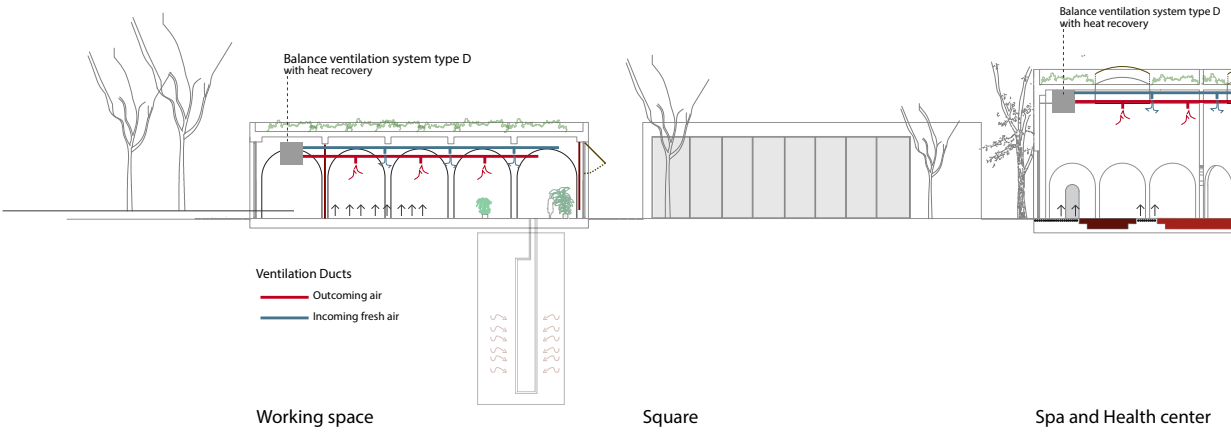 Balance ventilation system type D
with heat recovery
Balance ventilation system type D
with heat recovery
Ventilation Ducts
Outcoming air
Incoming fresh air
Working space
Square
Spa and Health center